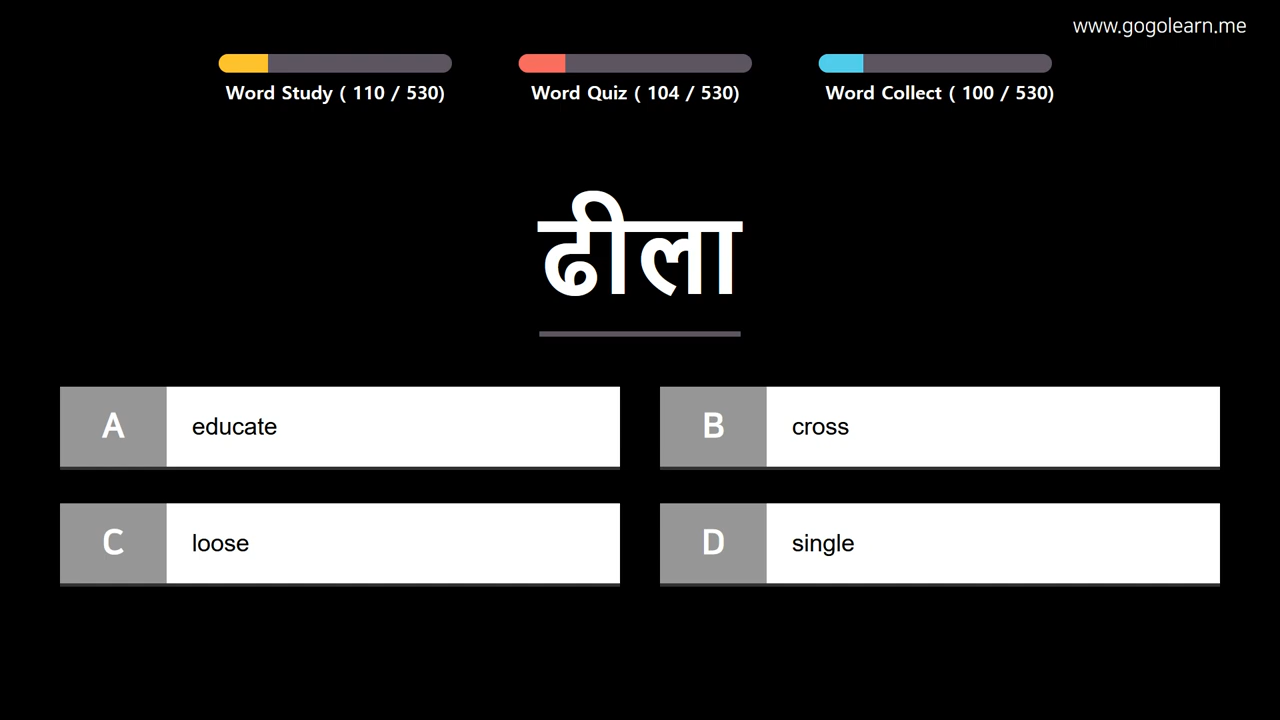 www.gogolearn.me
Word Study ( 110 / 530)
Word Quiz ( 104 / 530)
Word Collect ( 100 / 530)
ढीला
A educate
B cross
C loose
D single